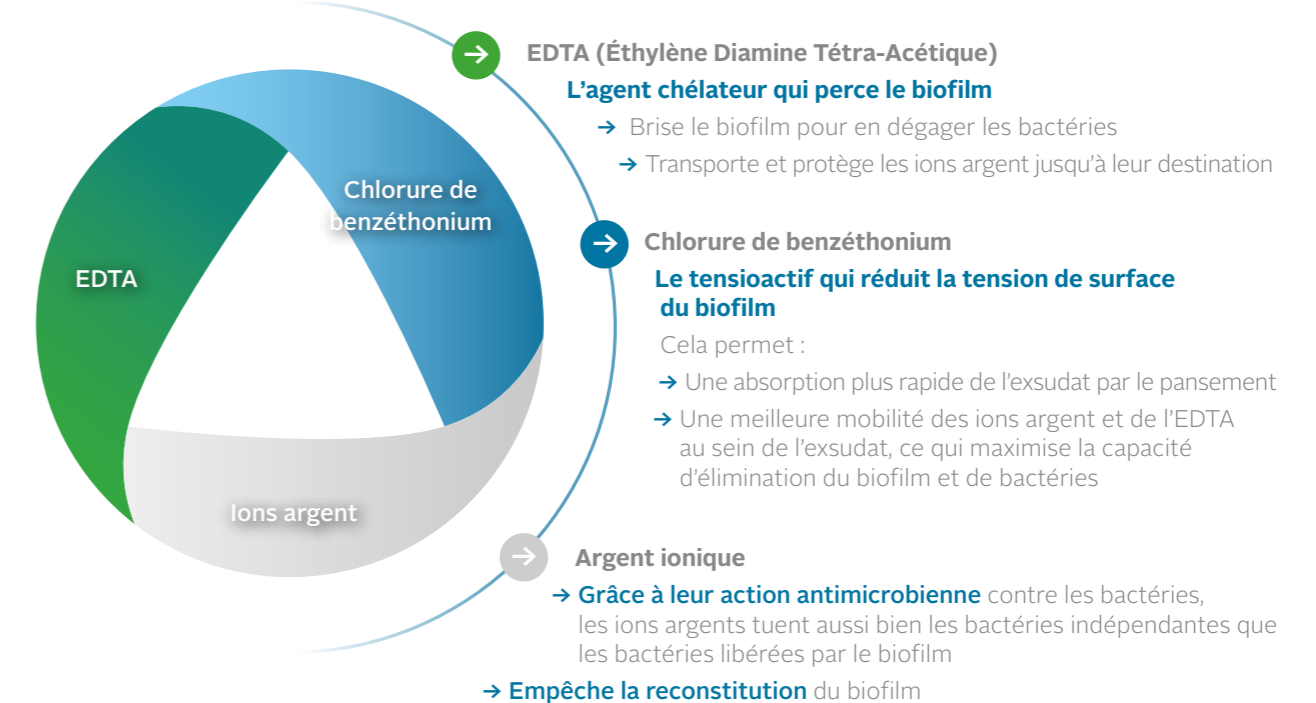 EDTA (Éthylène Diamine Tétra-Acétique)
L'agent chélateur qui perce le biofilm
→ Brise le biofilm pour en dégager les bactéries
→ Transporte et protège les ions argent jusqu'à leur destination
Chlorure de
benzéthonium
EDTA
Ions argent
Chlorure de benzéthonium
Le tensioactif qui réduit la tension de surface
du biofilm
Cela permet :
→ Une absorption plus rapide de l'exsudat par le pansement
→ Une meilleure mobilité des ions argent et de l'EDTA
au sein de l'exsudat, ce qui maximise la capacité
d'élimination du biofilm et de bactéries
Argent ionique
→ Grâce à leur action antimicrobienne contre les bactéries,
les ions argents tuent aussi bien les bactéries indépendantes que
les bactéries libérées par le biofilm
→ Empêche la reconstitution du biofilm